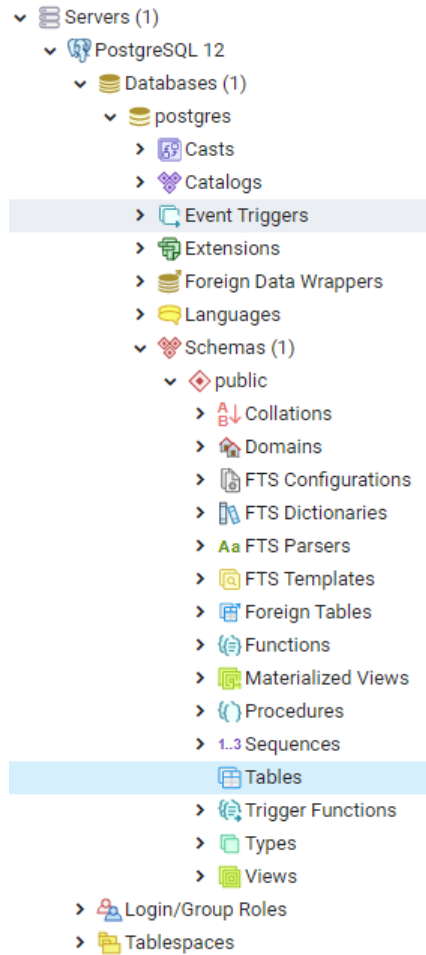 Servers (1)
PostgreSQL 12
Databases (1)
postgres
Casts
Catalogs
Event Triggers
Extensions
Foreign Data Wrappers
Languages
Schemas (1)
public
Collations
Domains
FTS Configurations
FTS Dictionaries
Aa FTS Parsers
FTS Templates
Foreign Tables
Functions
Materialized Views
Procedures
1..3 Sequences
Tables
Trigger Functions
Types
Views
Login/Group Roles
Tablespaces